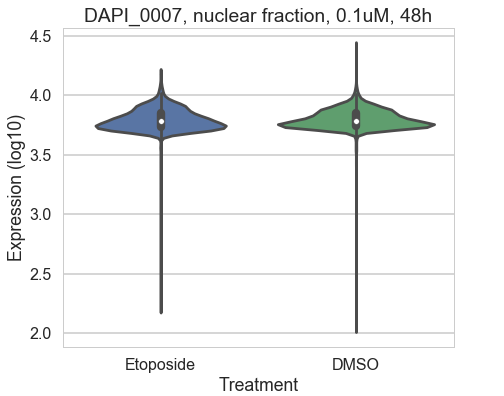 DAPI_0007, nuclear fraction, 0.1uM, 48h
4.5
4.0
3.5
3.0
2.5
2.0
Expression (log10)
Etoposide DMSO
Treatment